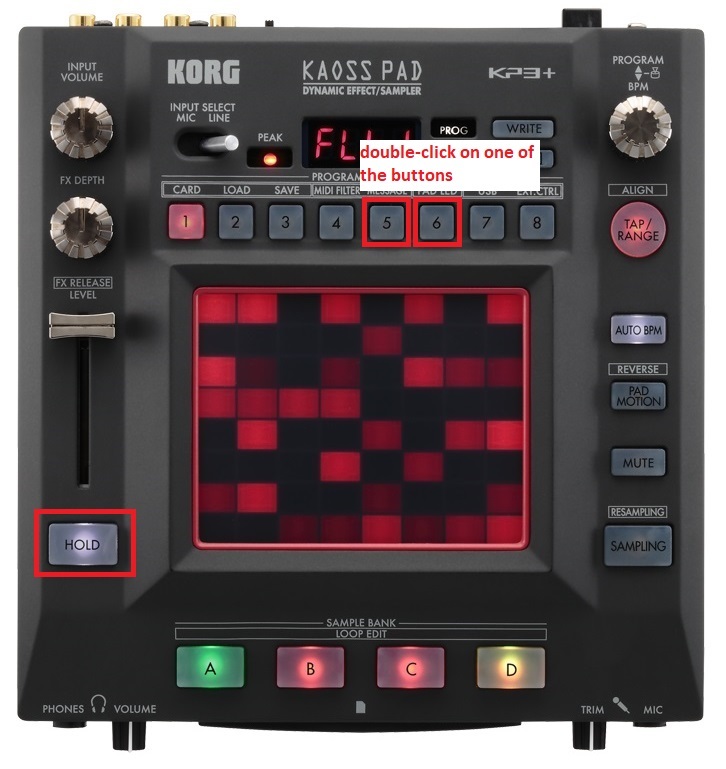 INPUT
VOLUME
KORG
KAOSS PAD
DYNAMIC EFFECT/SAMPLER
KP3+
PROGRAM
BPM
INPUT SELECT
MIC LINE
PEAK
PROG
WRITE
double-click on one of
the buttons
FX DEPTH
PROGRAM
CARD LOAD SAVE MIDI FILTER MESSAGE PAD LED USB EXT.CTRL
1 2 3 4 5 6 7 8
ALIGN
TAP/
RANGE
FX RELEASE
LEVEL
AUTO BPM
REVERSE
PAD
MOTION
MUTE
RESAMPLING
SAMPLING
HOLD
SAMPLE BANK
LOOP EDIT
A B C D
PHONES VOLUME
TRIM MIC